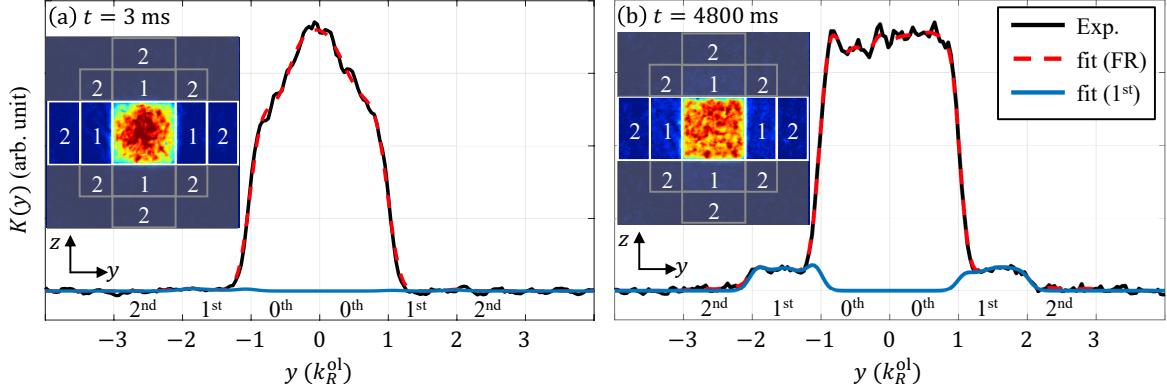 (a) t = 3 ms
2
2 1 2
2 1 1 2
2 1 2
2
z
y
K(y) (arb. unit)
2nd 1st 0th 0th 1st 2nd
−3 −2 −1 0 1 2 3
y (k_R^ol)
(b) t = 4800 ms
2
2 1 2
2 1 1 2
2 1 2
2
z
y
Exp.
fit (FR)
fit (1st)
2nd 1st 0th 0th 1st 2nd
−3 −2 −1 0 1 2 3
y (k_R^ol)